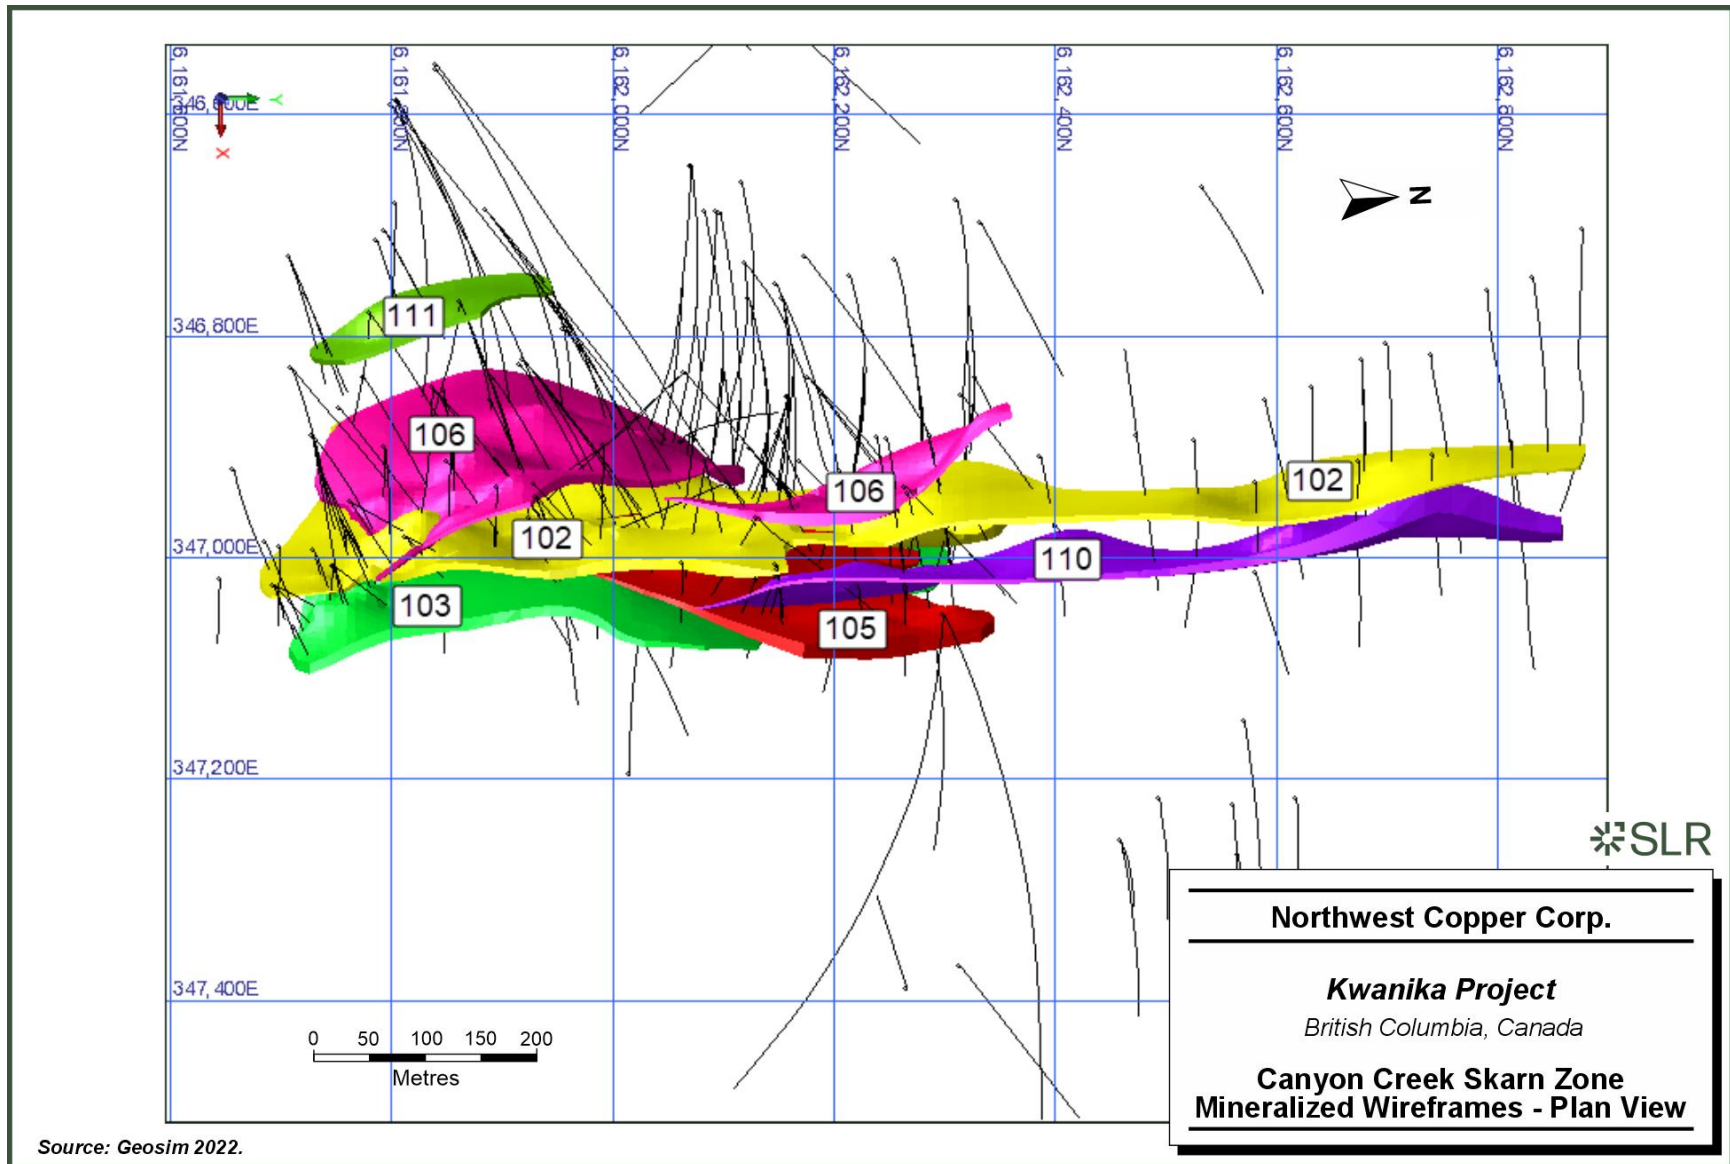 6,161,600N
6,161,800N
6,162,000N
6,162,200N
6,162,400N
6,162,600N
6,162,800N
346,600E
Y
X
N
346,800E
111
106
106
102
102
347,000E
110
103
105
347,200E
347,400E
0 50 100 150 200
Metres
SLR
Northwest Copper Corp.
Kwanika Project
British Columbia, Canada
Canyon Creek Skarn Zone
Mineralized Wireframes - Plan View
Source: Geosim 2022.